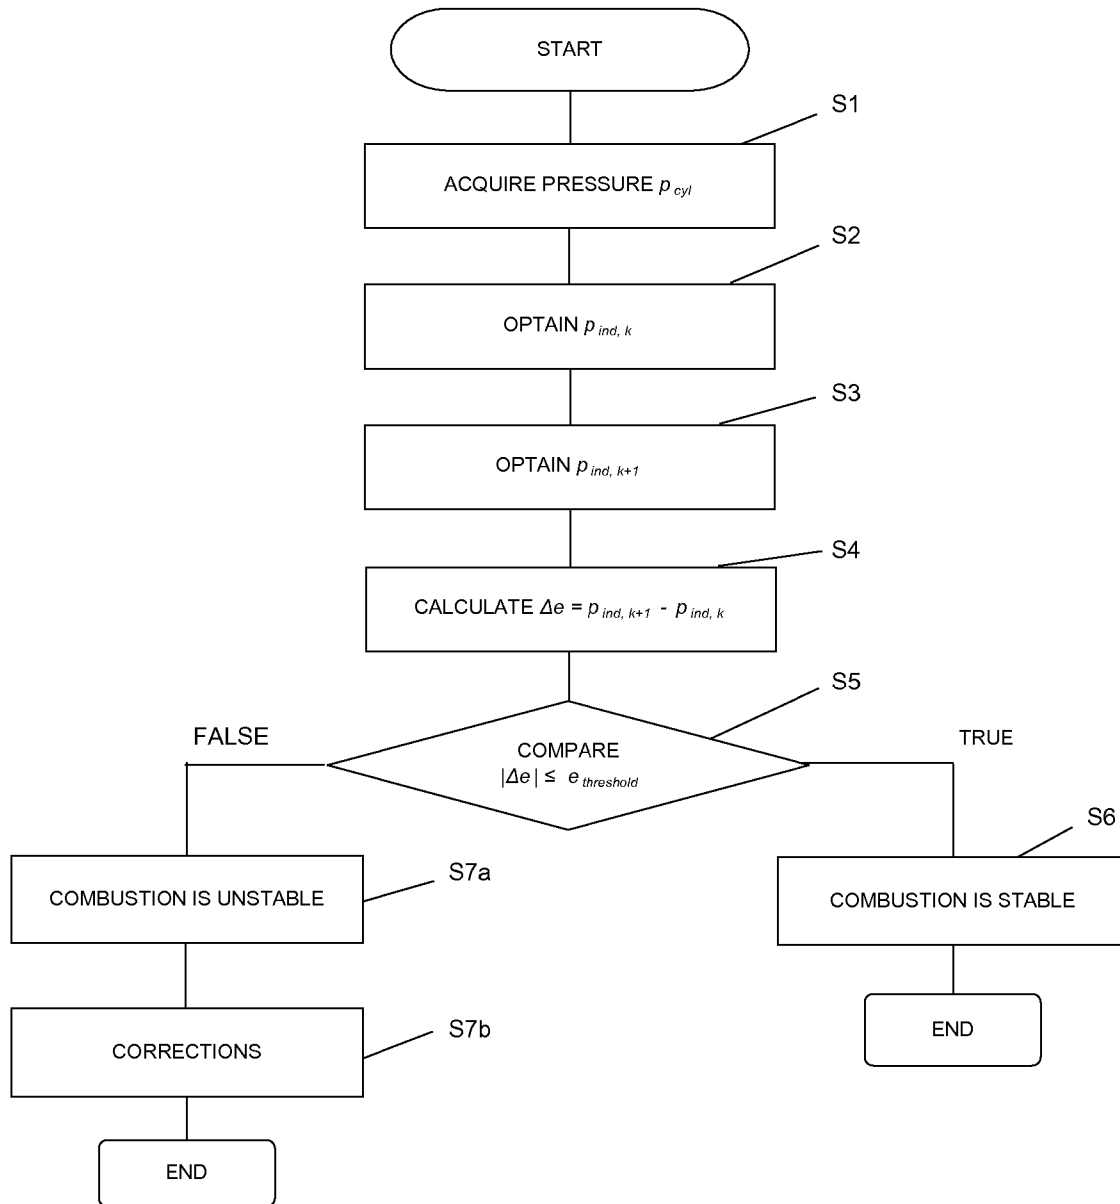 START
S1
ACQUIRE PRESSURE p cyl
S2
OPTAIN p ind, k
S3
OPTAIN p ind, k+1
S4
CALCULATE Δe = p ind, k+1 - p ind, k
S5
FALSE
TRUE
COMPARE
|Δe| ≤ e threshold
S6
S7a
COMBUSTION IS UNSTABLE
COMBUSTION IS STABLE
S7b
CORRECTIONS
END
END